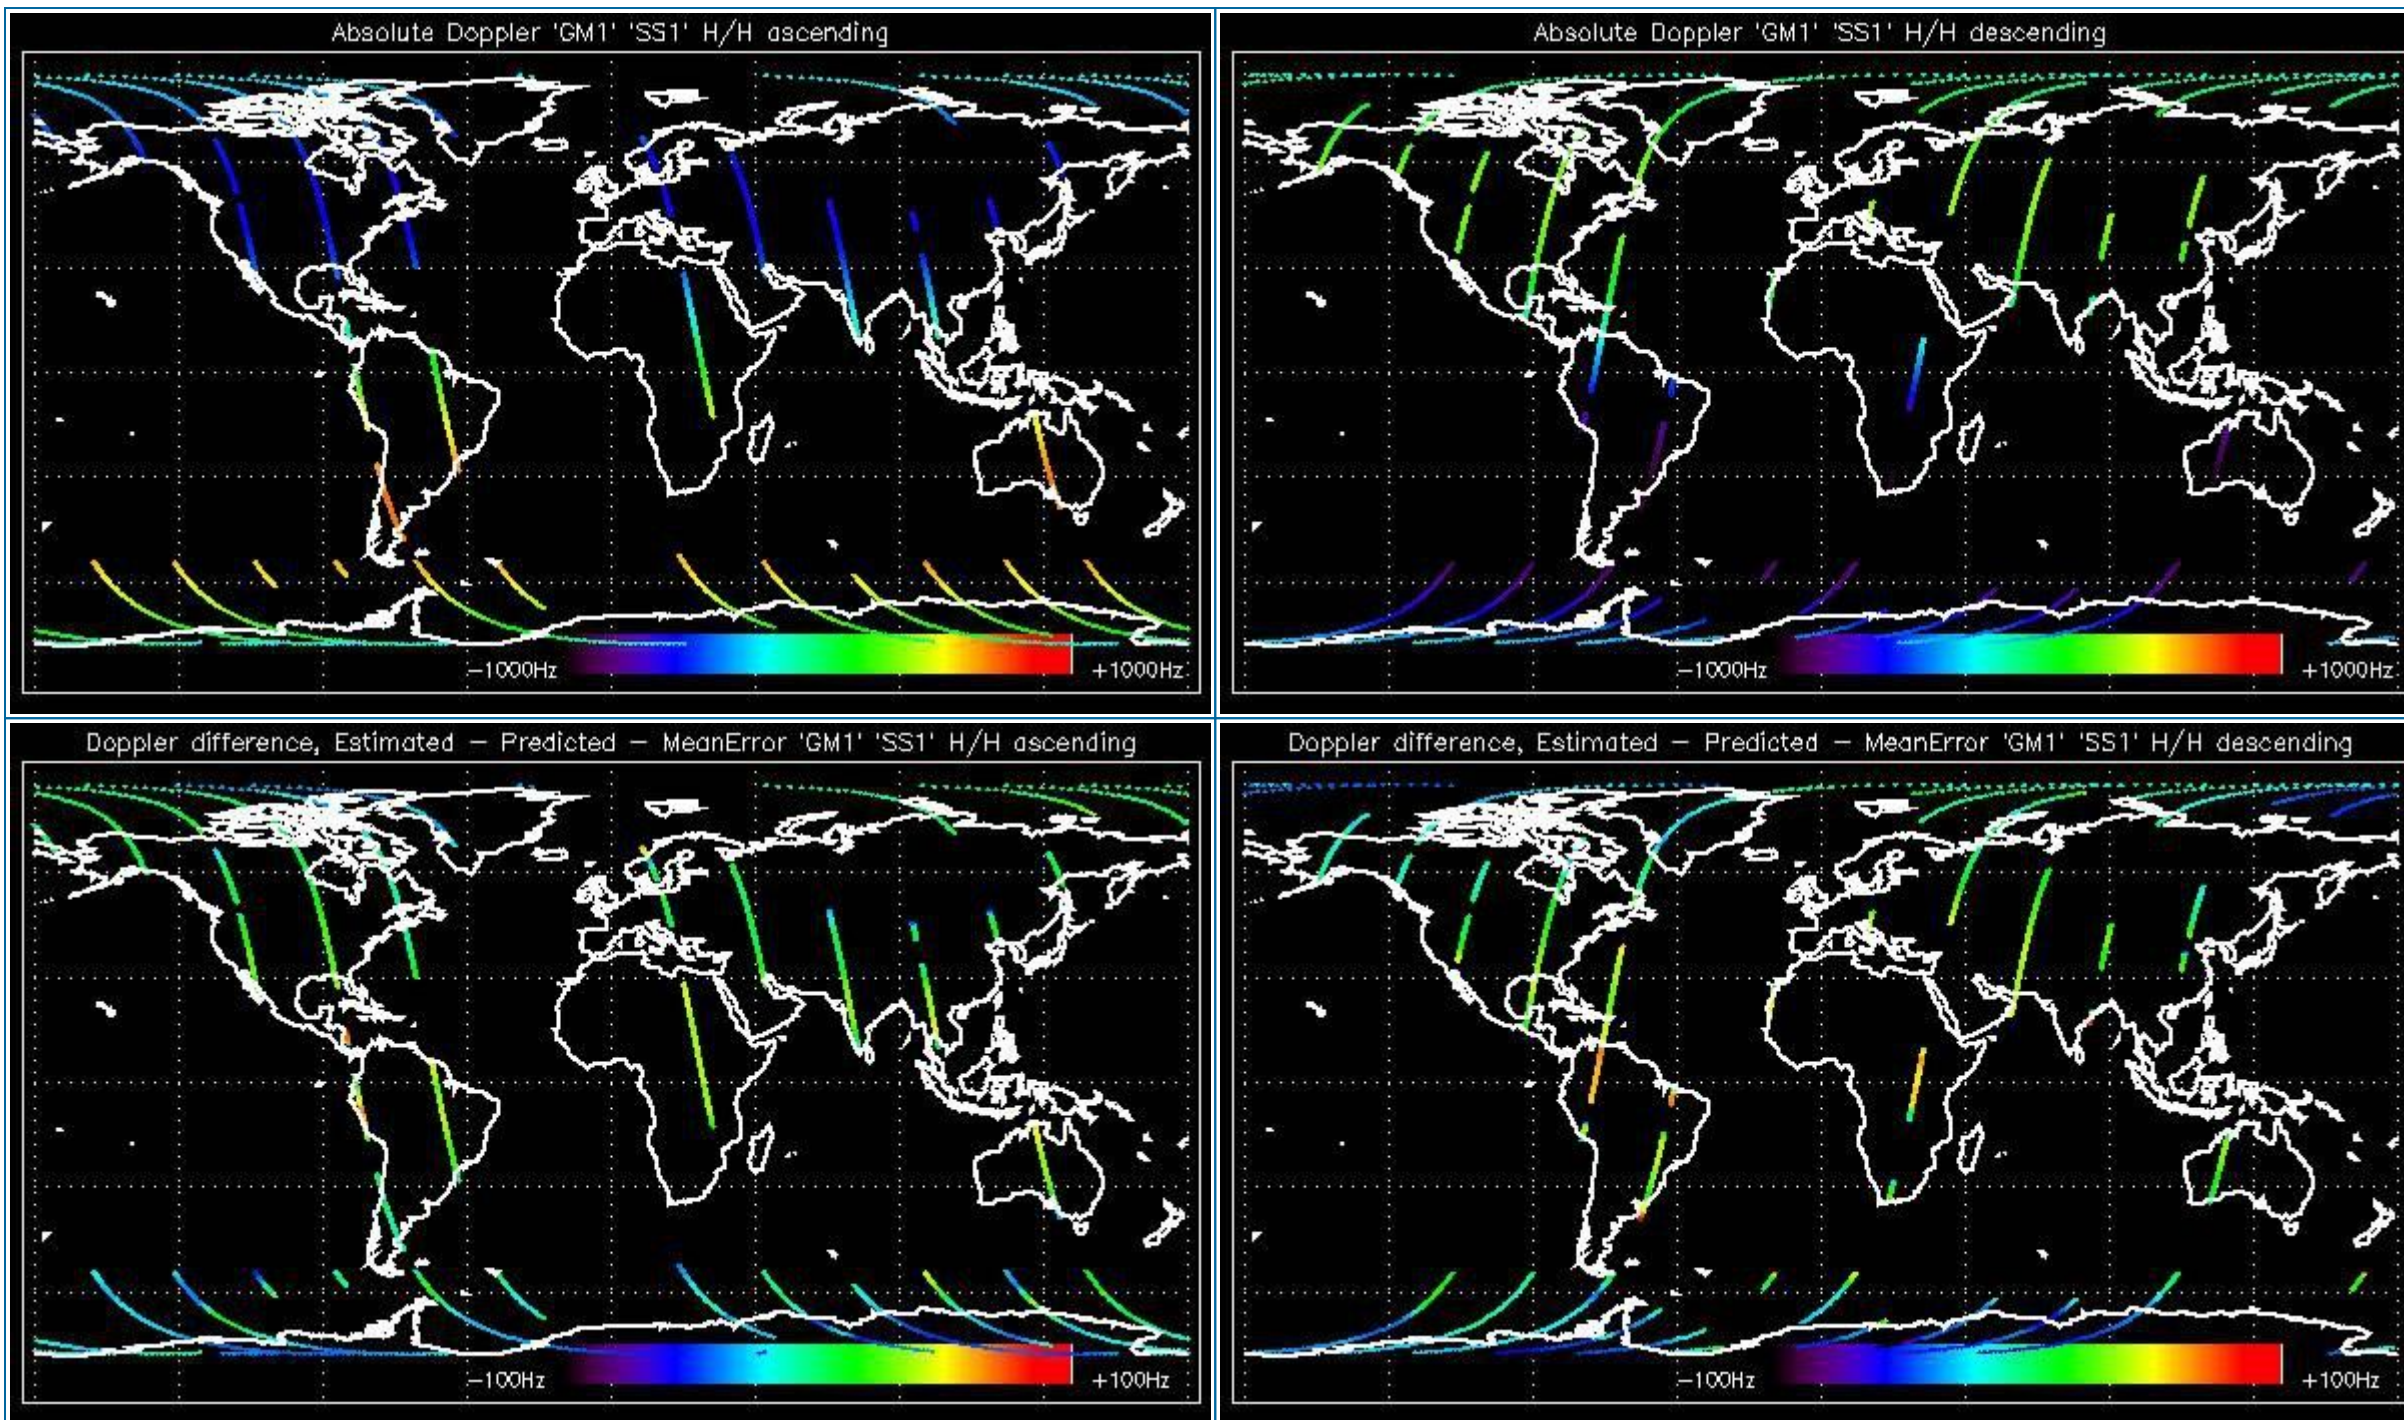 Absolute Doppler 'GM1' 'SS1' H/H ascending
−1000Hz
+1000Hz
Absolute Doppler 'GM1' 'SS1' H/H descending
−1000Hz
+1000Hz
Doppler difference, Estimated − Predicted − MeanError 'GM1' 'SS1' H/H ascending
−100Hz
+100Hz
Doppler difference, Estimated − Predicted − MeanError 'GM1' 'SS1' H/H descending
−100Hz
+100Hz